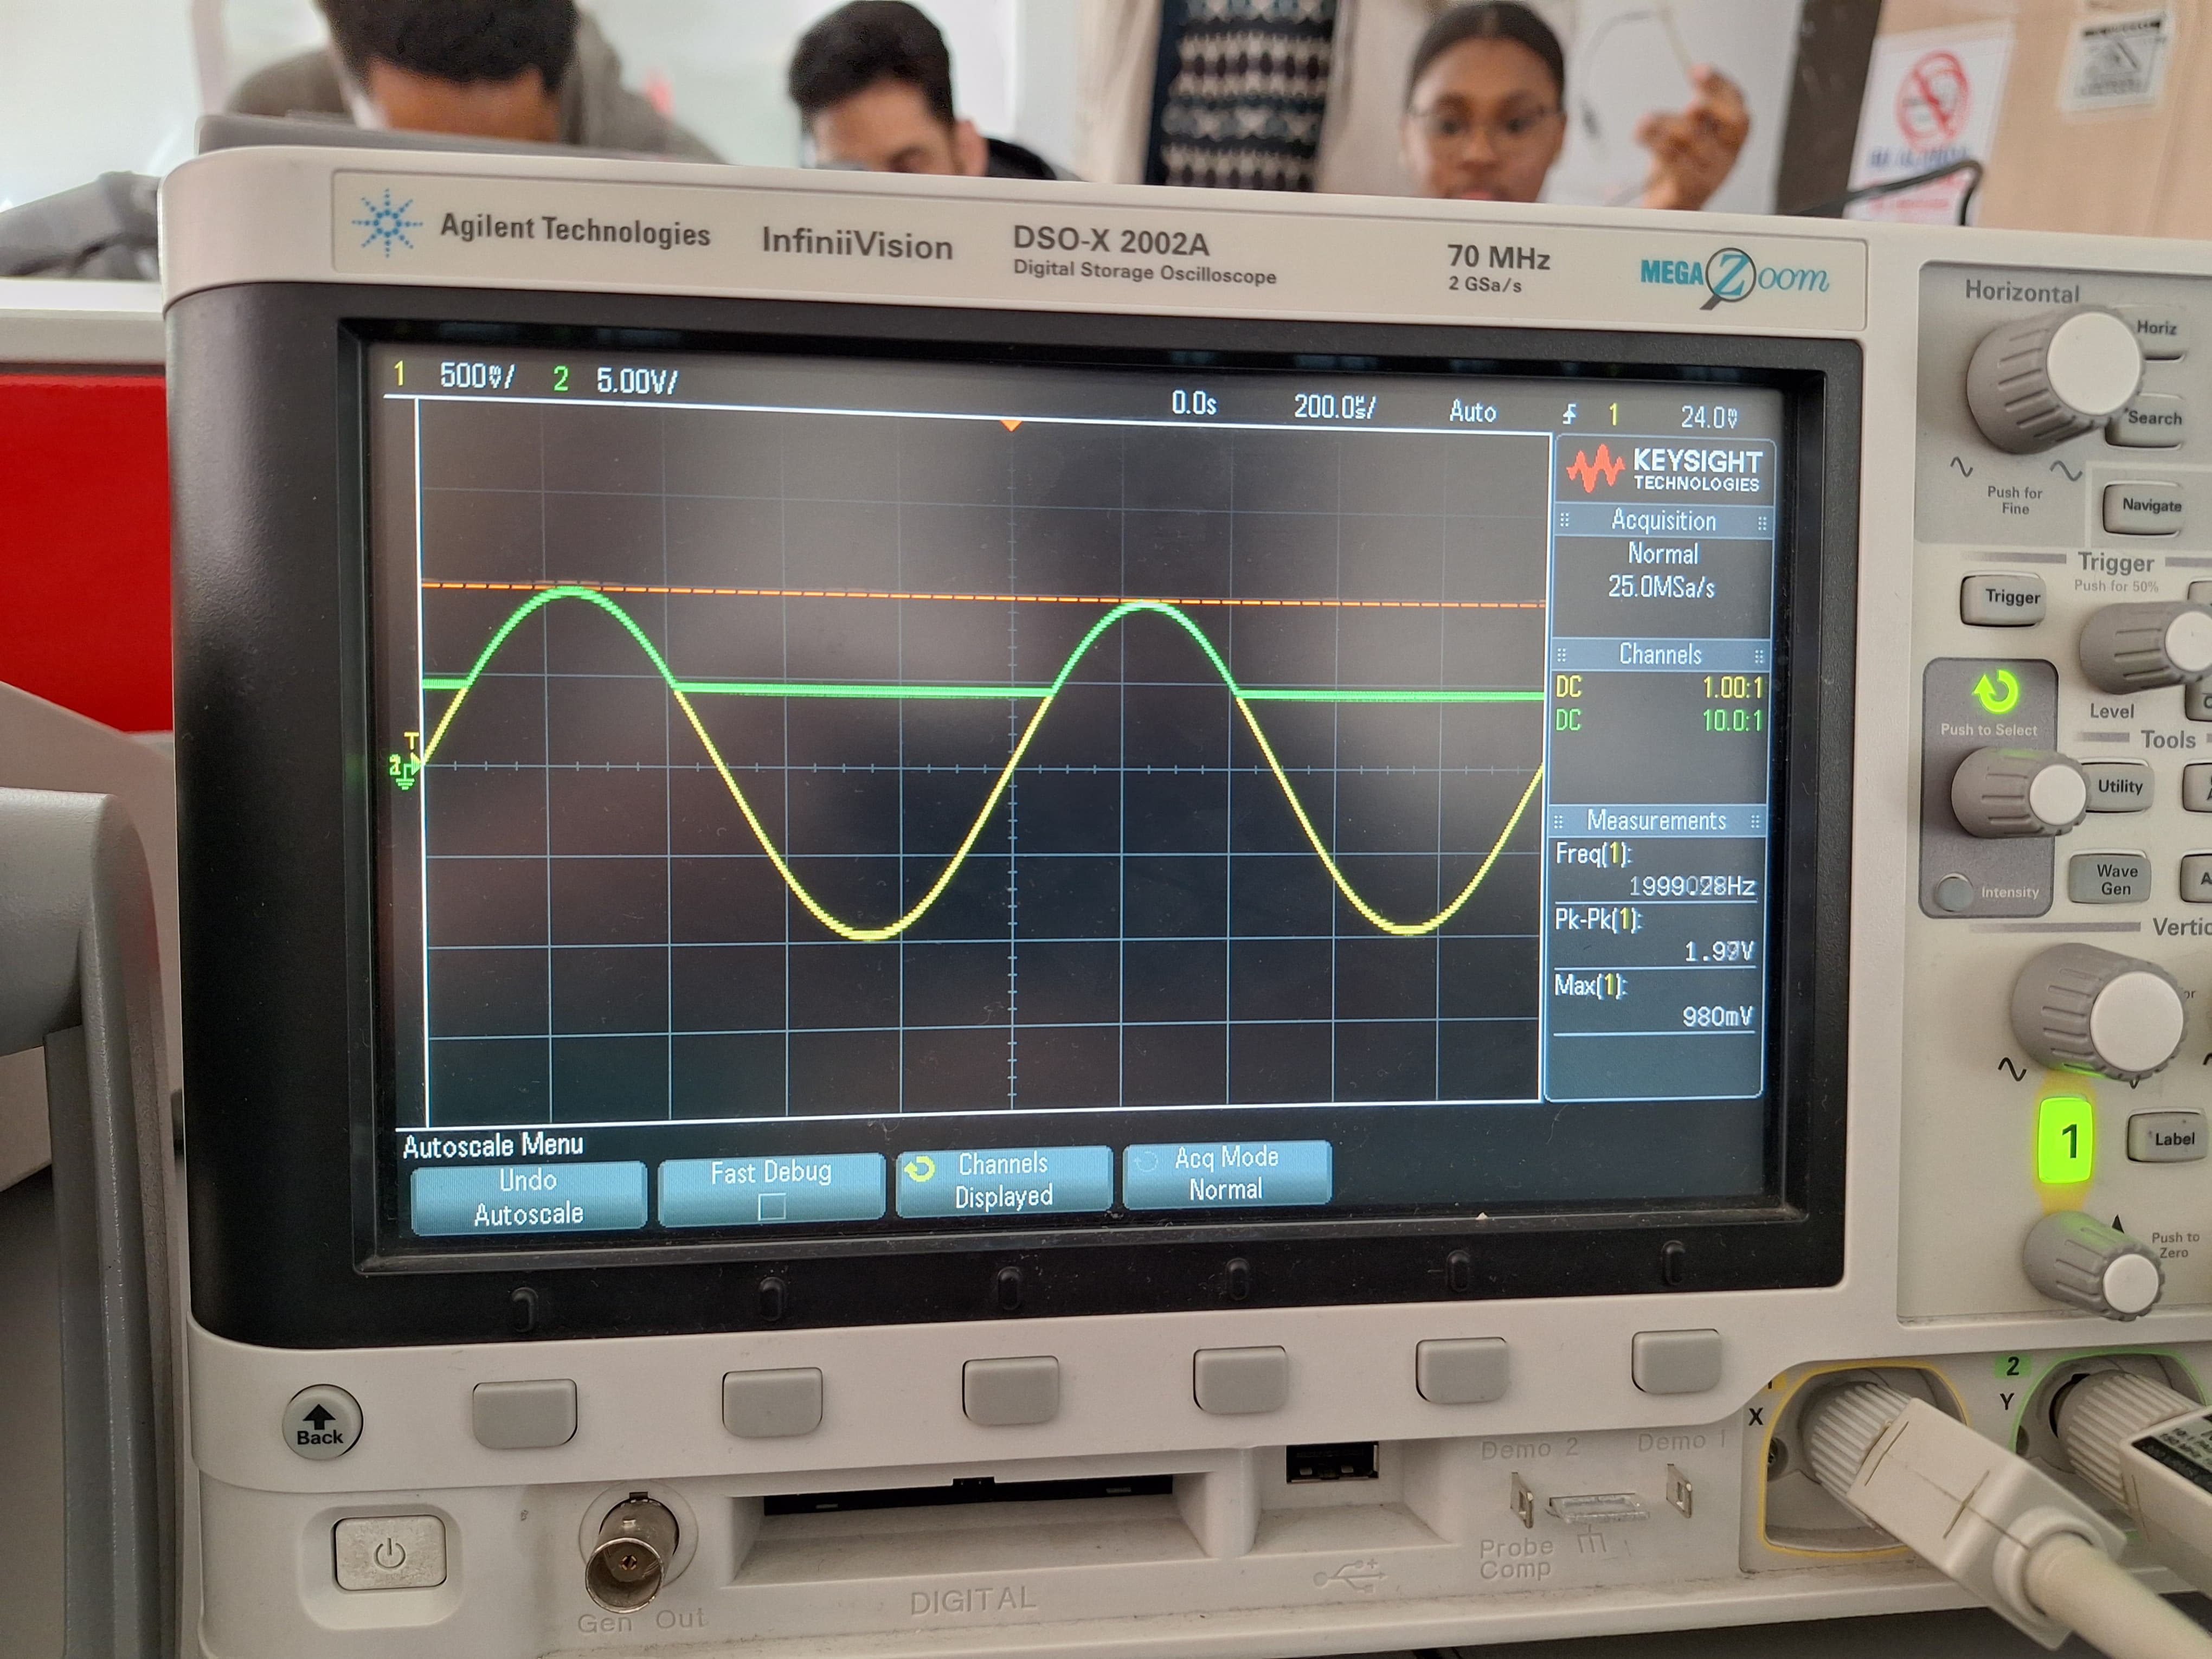 Agilent Technologies InfiniiVision DSO-X 2002A 70 MHz MEGA Zoom
Digital Storage Oscilloscope 2 GSa/s
1 500mV/ 2 5.00V/ 0.0s 200.0µs/ Auto 1 24.0mV
KEYSIGHT
TECHNOLOGIES
Acquisition
Normal
25.0MSa/s
Channels
DC 1.00:1
DC 10.0:1
Measurements
Freq(1):
Pk-Pk(1):
Max(1):
980mV
T
Autoscale Menu
Undo
Autoscale
Fast Debug
Channels
Displayed
Acq Mode
Normal
Horizontal
Horiz
Search
Push for
Fine
Navigate
Trigger
Push for 50%
Trigger
Level
Push to Select
Tools
Utility
Wave
Gen
Intensity
1
Label
Push to
Zero
Back
Gen Out
DIGITAL
Demo 2
Demo 1
Probe
Comp
X
2
Y